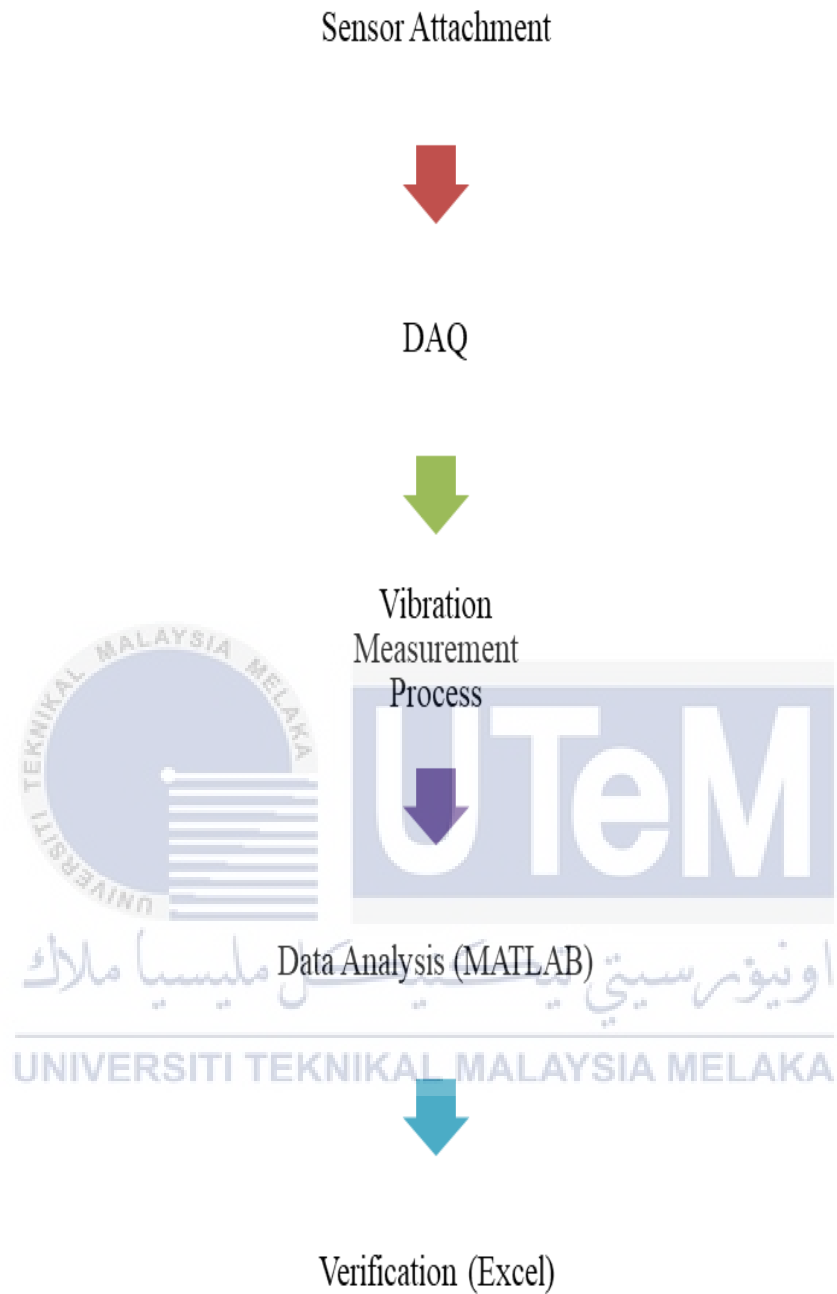 Sensor Attachment
DAQ
Vibration
Measurement
Process
UNIVERSITI TEKNIKAL MALAYSIA MELAKA
UTeM
Data Analysis (MATLAB)
اونيۏرسيتي تيكنيكل مليسيا ملاك
UNIVERSITI TEKNIKAL MALAYSIA MELAKA
Verification (Excel)